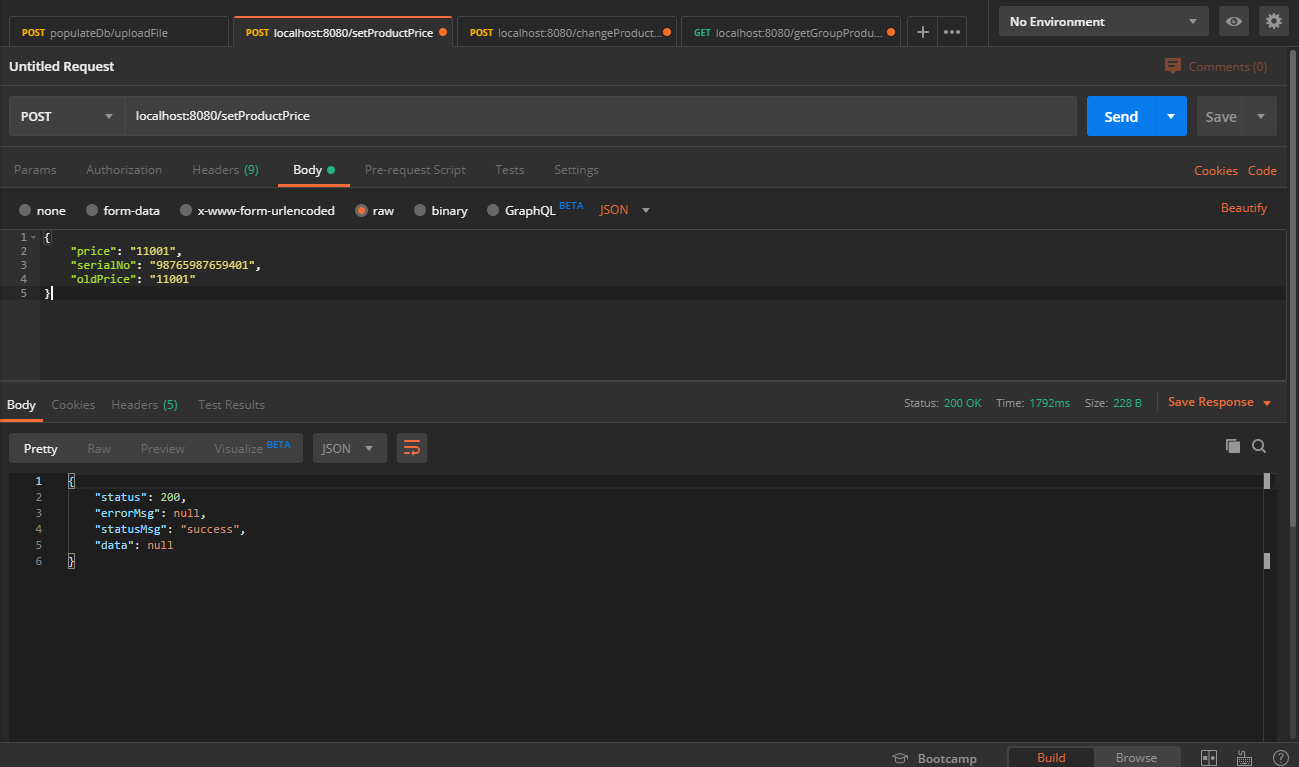 POST populateDb/uploadFile
POST localhost:8080/setProductPrice
POST localhost:8080/changeProduct...
GET localhost:8080/getGroupProdu...
+ •••
No Environment
Untitled Request
Comments (0)
POST
localhost:8080/setProductPrice
Send
Save
Params Authorization Headers (9) Body Pre-request Script Tests Settings
Cookies Code
none form-data x-www-form-urlencoded raw binary GraphQL BETA JSON
Beautify
1 {
2 "price": "11001",
3 "serialNo": "98765987659401",
4 "oldPrice": "11001"
5 }
Body Cookies Headers (5) Test Results
Status: 200 OK Time: 1792ms Size: 228 B Save Response
Pretty Raw Preview Visualize BETA JSON
1 {
2 "status": 200,
3 "errorMsg": null,
4 "statusMsg": "success",
5 "data": null
6 }
Bootcamp Build Browse ?